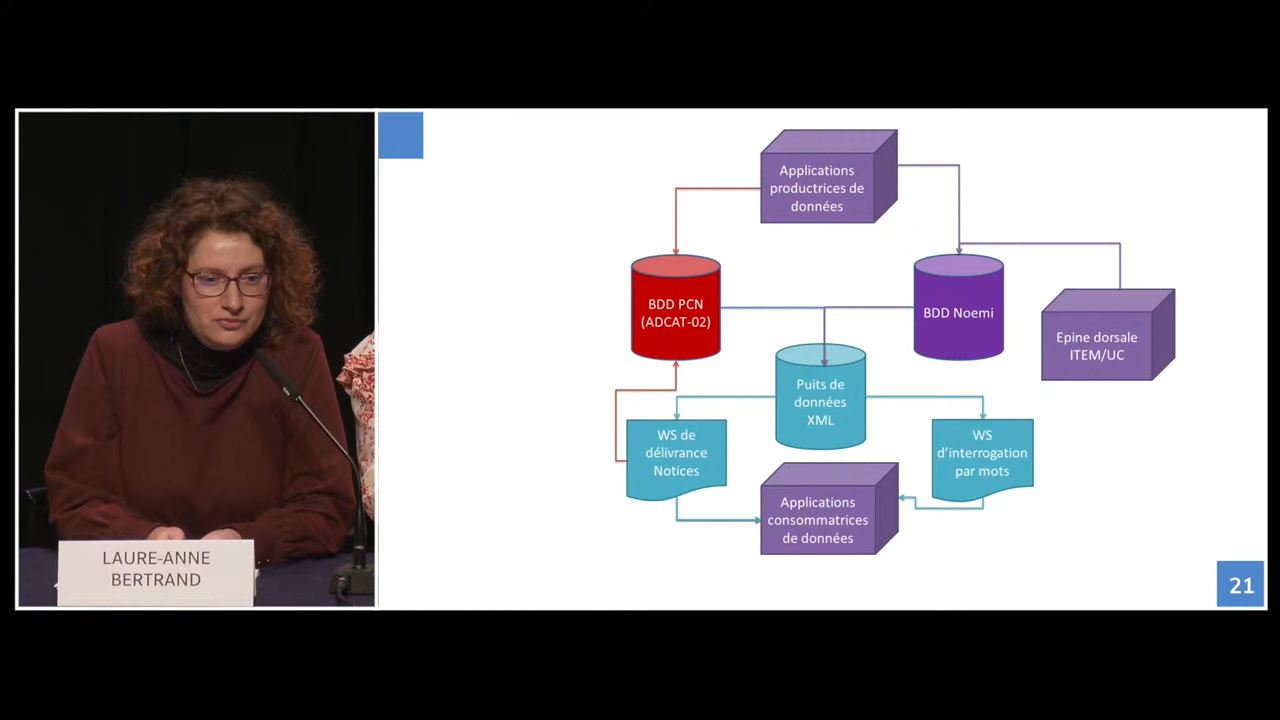 Applications
productrices de
données
BDD PCN
(ADCAT-02)
BDD Noemi
Epine dorsale
ITEM/UC
Puits de
données
XML
WS de
délivrance
Notices
WS
d'interrogation
par mots
Applications
consommatrices
de données
LAURE-ANNE
BERTRAND
21